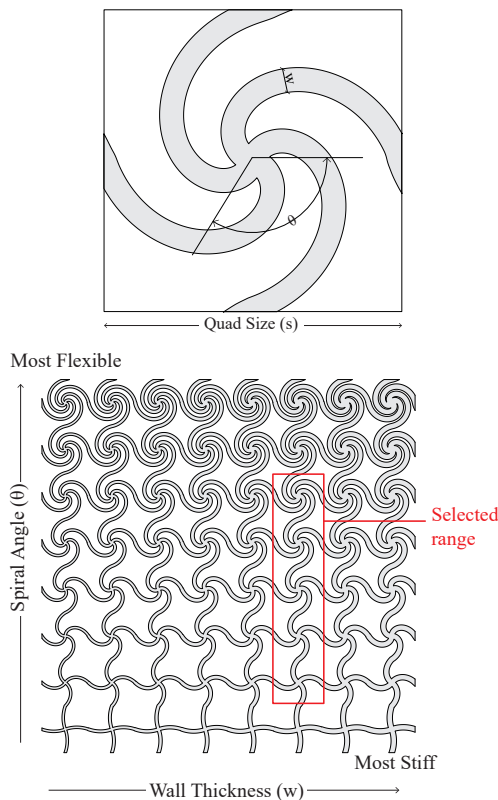 w
θ
Quad Size (s)
Most Flexible
Spiral Angle (θ)
Selected
range
Most Stiff
Wall Thickness (w)